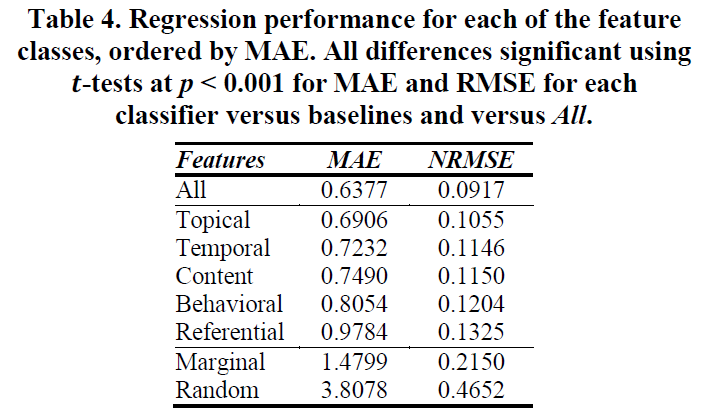 Table 4. Regression performance for each of the feature
classes, ordered by MAE. All differences significant using
t-tests at p < 0.001 for MAE and RMSE for each
classifier versus baselines and versus All.
Features MAE NRMSE
All 0.6377 0.0917
Topical 0.6906 0.1055
Temporal 0.7232 0.1146
Content 0.7490 0.1150
Behavioral 0.8054 0.1204
Referential 0.9784 0.1325
Marginal 1.4799 0.2150
Random 3.8078 0.4652